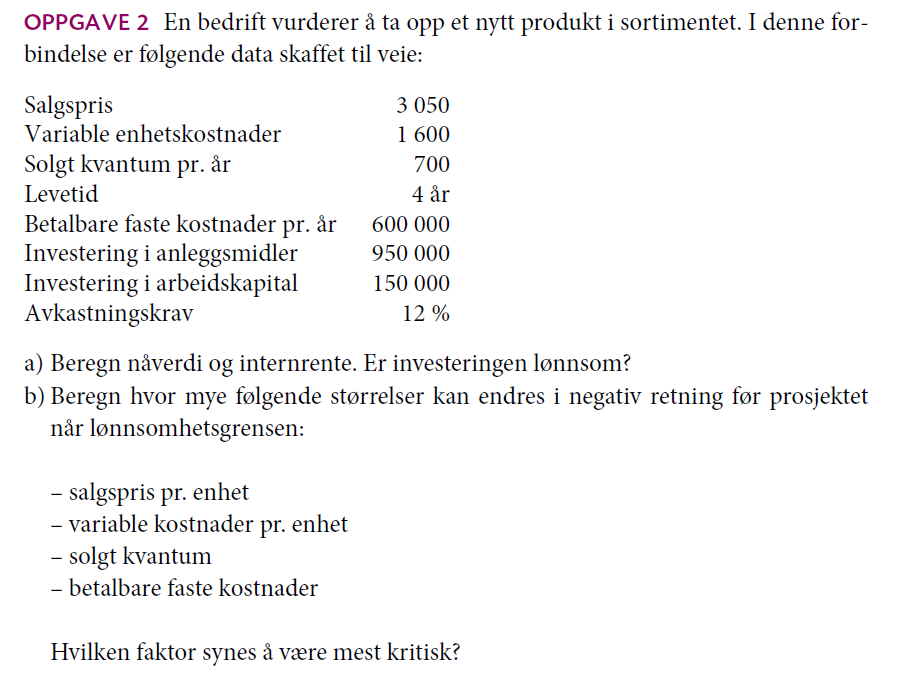 OPPGAVE 2 En bedrift vurderer å ta opp et nytt produkt i sortimentet. I denne for-
bindelse er følgende data skaffet til veie:
Salgspris 3 050
Variable enhetskostnader 1 600
Solgt kvantum pr. år 700
Levetid 4 år
Betalbare faste kostnader pr. år 600 000
Investering i anleggsmidler 950 000
Investering i arbeidskapital 150 000
Avkastningskrav 12 %
a) Beregn nåverdi og internrente. Er investeringen lønnsom?
b) Beregn hvor mye følgende størrelser kan endres i negativ retning før prosjektet
når lønnsomhetsgrensen:
– salgspris pr. enhet
– variable kostnader pr. enhet
– solgt kvantum
– betalbare faste kostnader
Hvilken faktor synes å være mest kritisk?